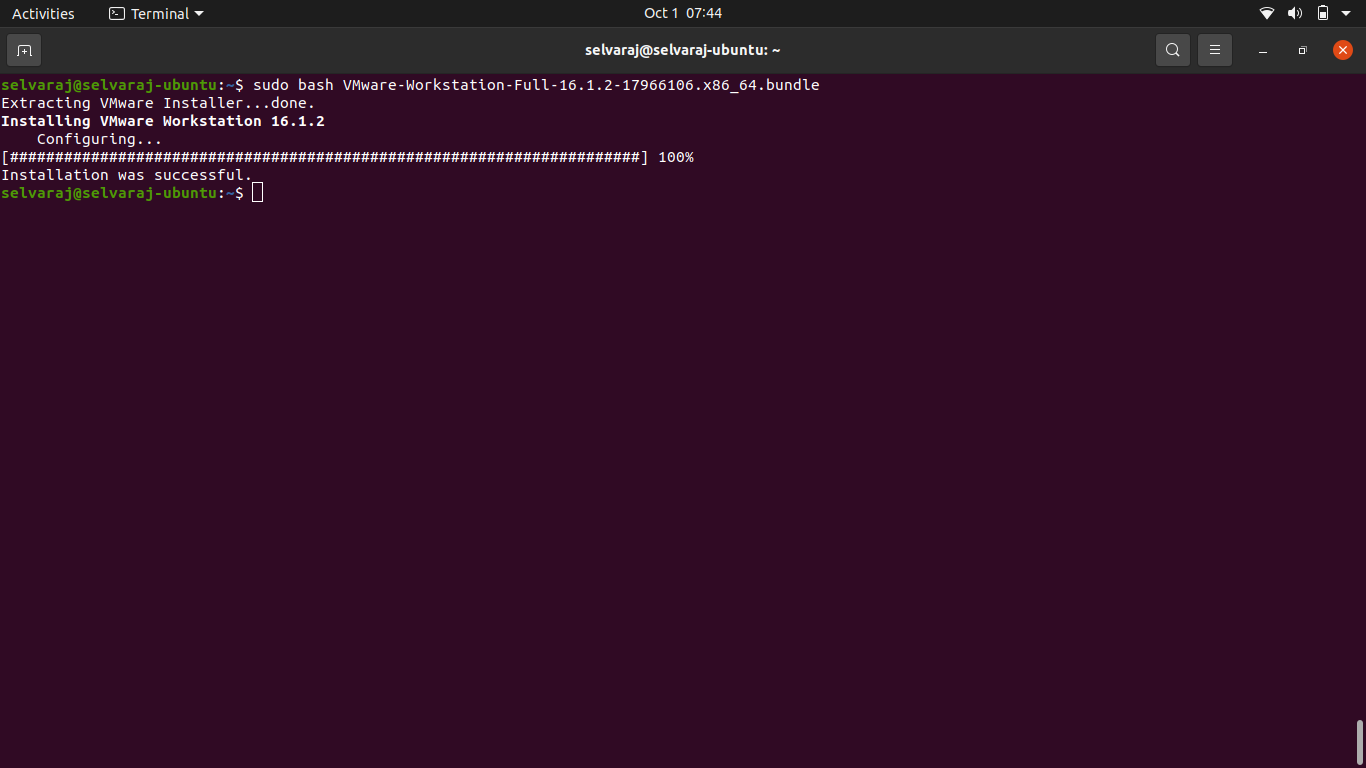 Activities Terminal Oct 1 07:44
selvaraj@selvaraj-ubuntu: ~
selvaraj@selvaraj-ubuntu:~$ sudo bash VMware-Workstation-Full-16.1.2-17966106.x86_64.bundle
Extracting VMware Installer...done.
Installing VMware Workstation 16.1.2
    Configuring...
[######################################################################] 100%
Installation was successful.
selvaraj@selvaraj-ubuntu:~$